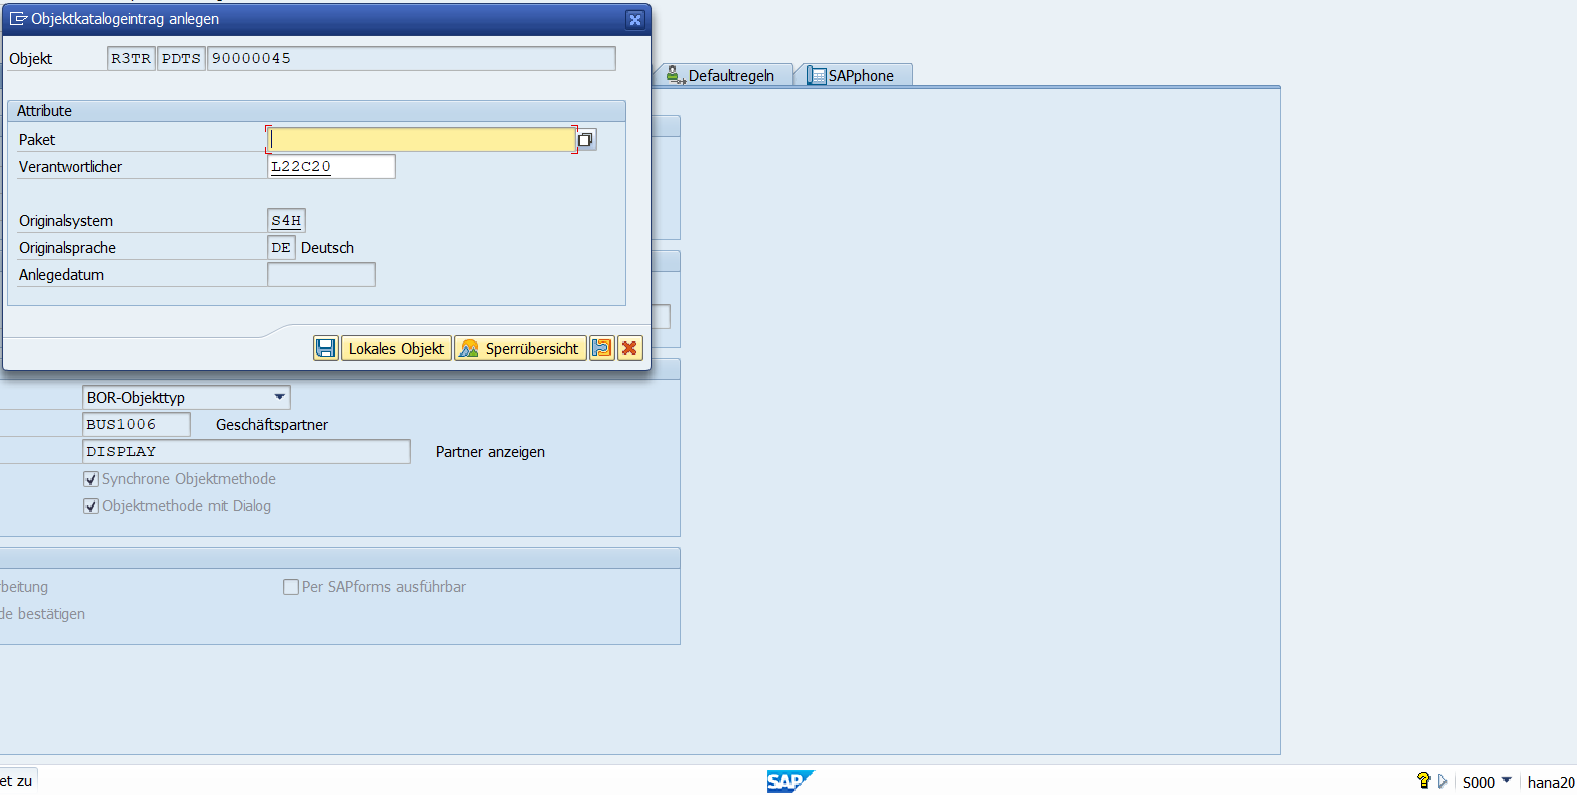 Objektkatalogeintrag anlegen
Objekt R3TR PDTS 90000045
Defaultregeln SAPphone
Attribute
Paket
Verantwortlicher L22C20
Originalsystem S4H
Originalsprache DE Deutsch
Anlegedatum
Lokales Objekt Sperrübersicht
BOR-Objekttyp
BUS1006 Geschäftspartner
DISPLAY Partner anzeigen
Synchrone Objektmethode
Objektmethode mit Dialog
rbeitung Per SAPforms ausführbar
de bestätigen
et zu SAP S000 hana20